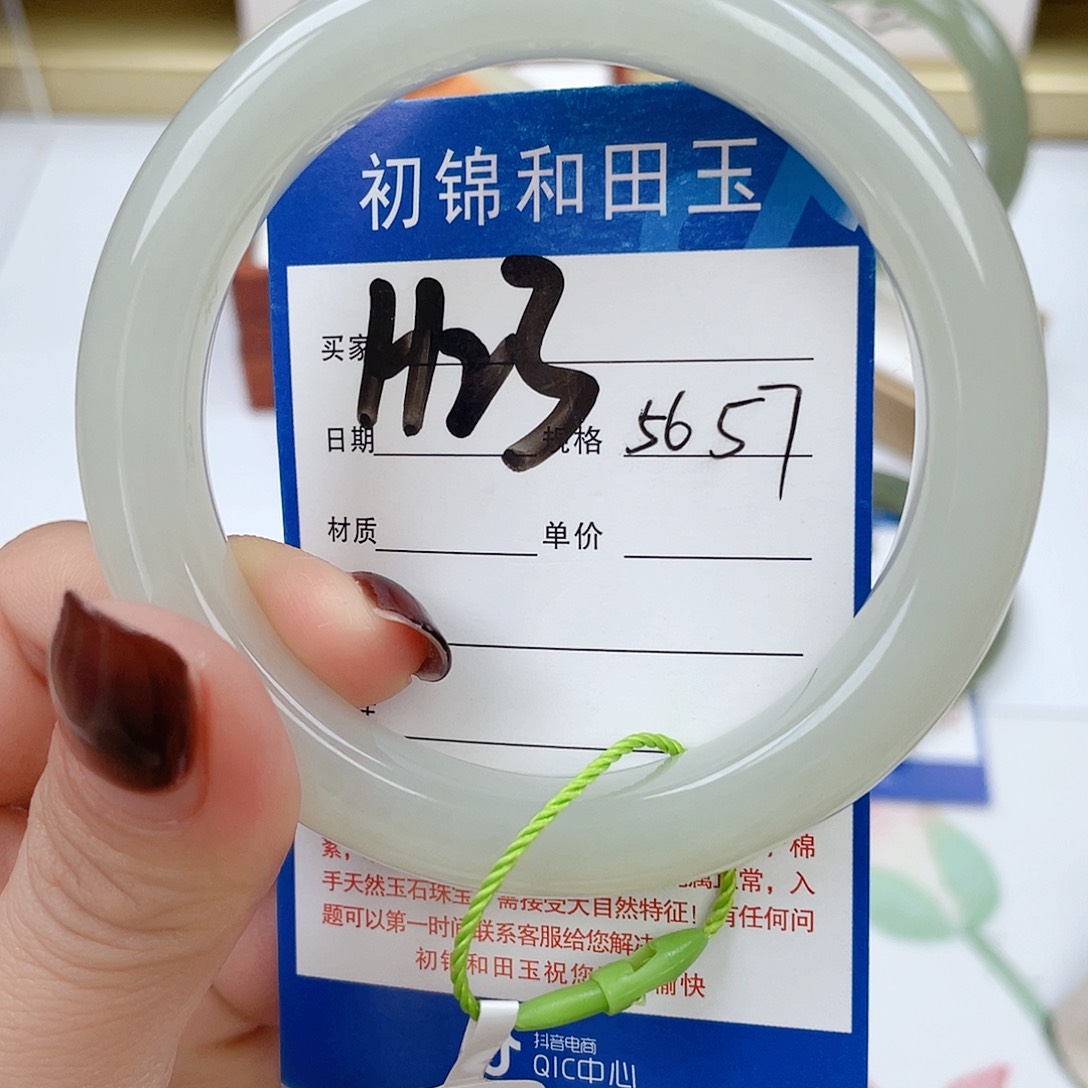 初锦和田玉
买家
日期 规格 5657
材质 单价
棉
手天然玉石珠宝 需接受大自然特征! 常,入
题可以第一时间联系客服给您解决 有任何问
初锦和田玉祝您 愉快
抖音电商
QIC中心